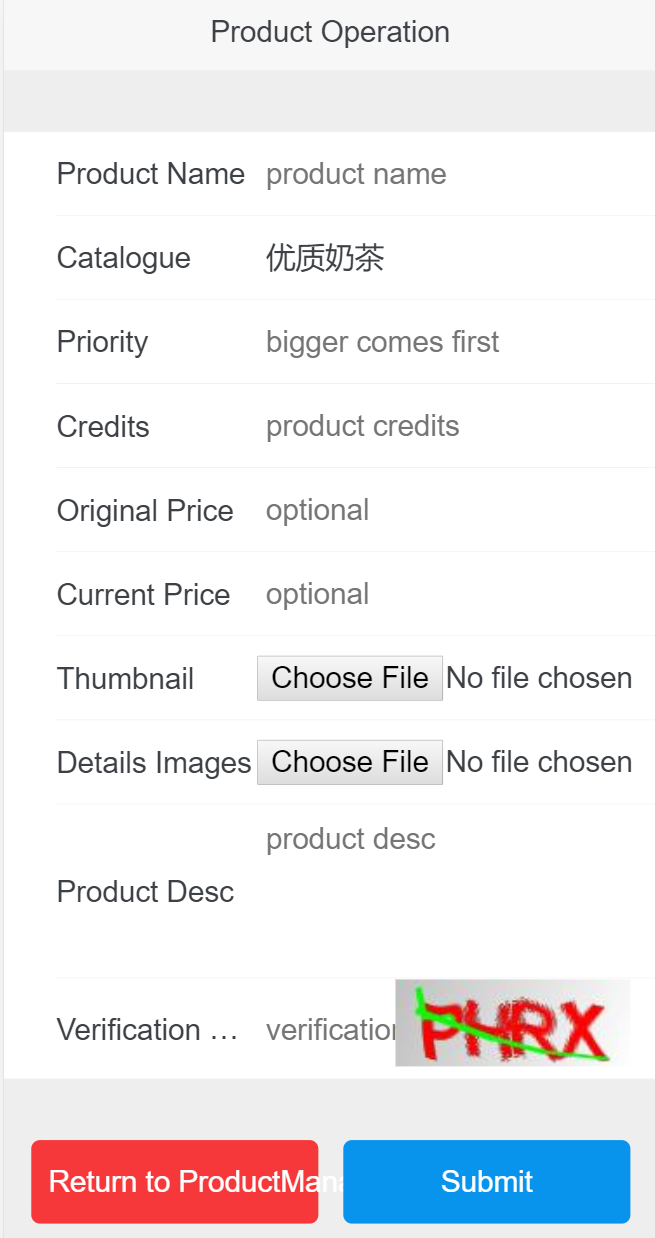 Product Operation
Product Name product name
Catalogue 优质奶茶
Priority bigger comes first
Credits product credits
Original Price optional
Current Price optional
Thumbnail Choose File No file chosen
Details Images Choose File No file chosen
product desc
Product Desc
Verification … verification PHRX
Return to ProductMana Submit